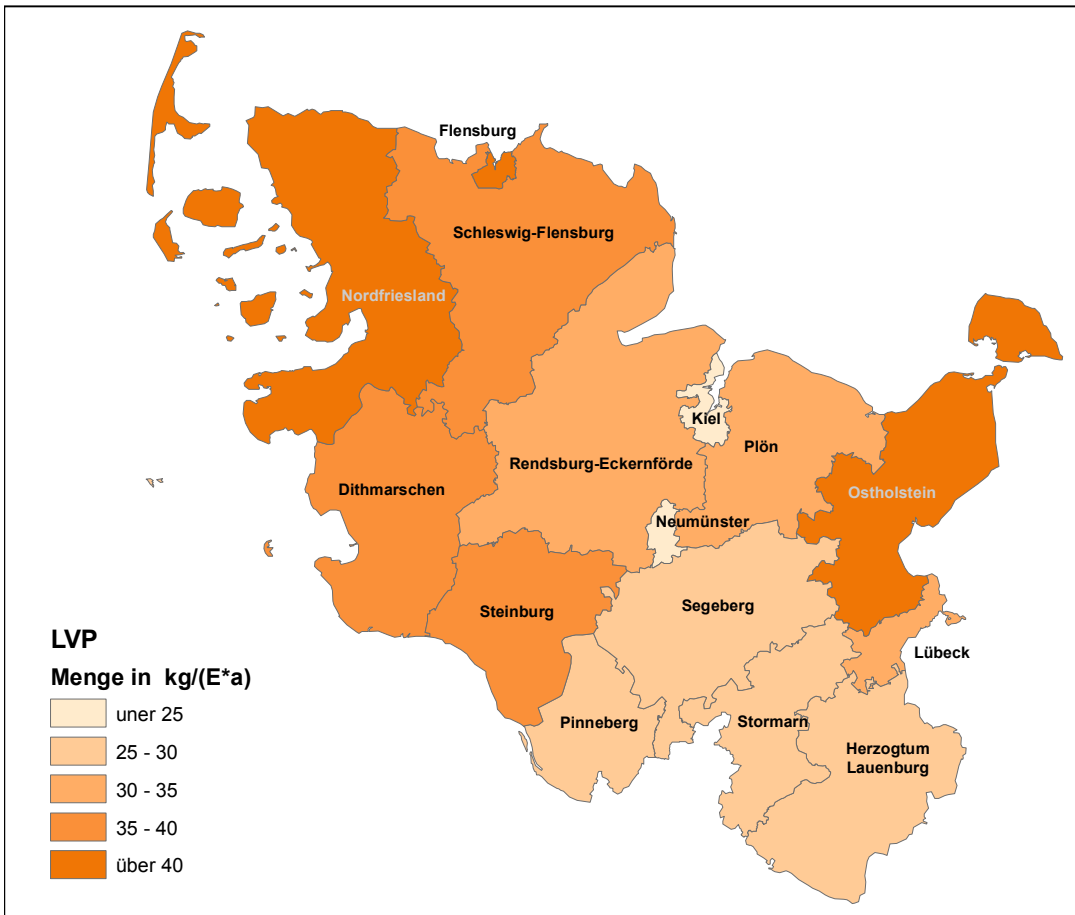 Flensburg
Schleswig-Flensburg
Nordfriesland
Kiel
Plön
Rendsburg-Eckernförde
Dithmarschen
Ostholstein
Neumünster
Steinburg
Segeberg
Lübeck
Pinneberg
Stormarn
Herzogtum
Lauenburg
LVP
Menge in kg/(E*a)
uner 25
25 - 30
30 - 35
35 - 40
über 40